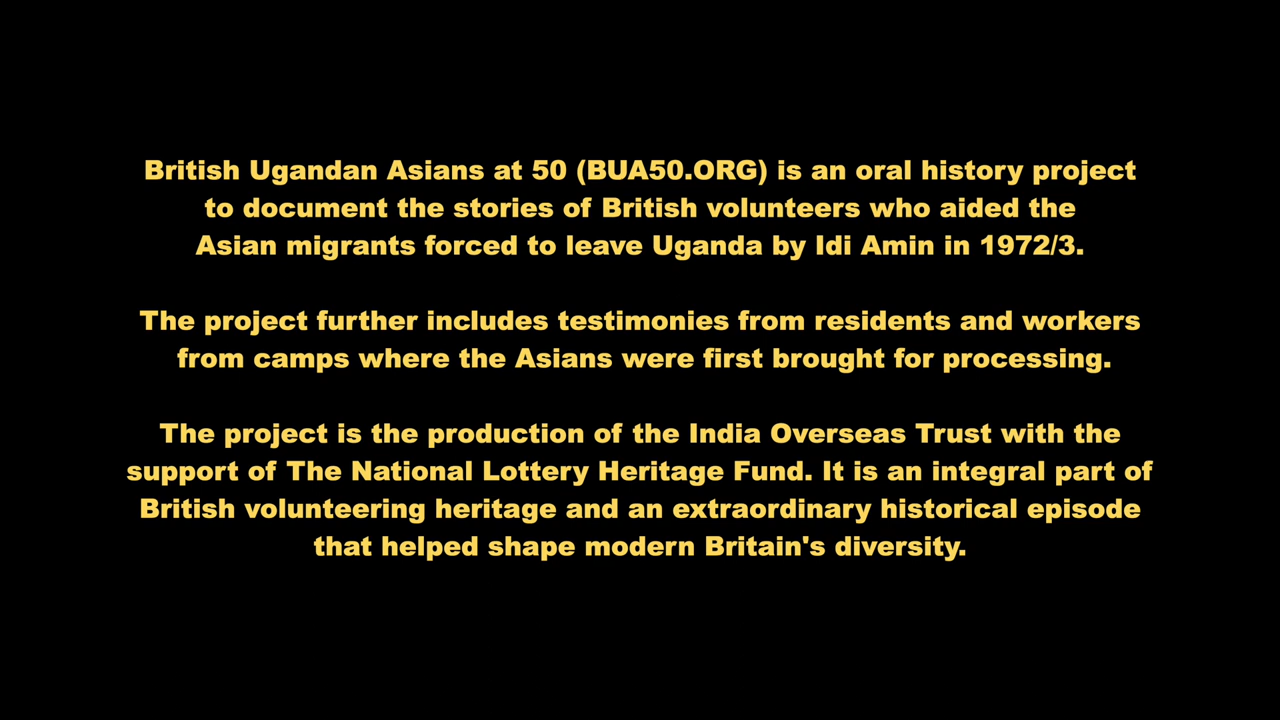 British Ugandan Asians at 50 (BUA50.ORG) is an oral history project
to document the stories of British volunteers who aided the
Asian migrants forced to leave Uganda by Idi Amin in 1972/3.
The project further includes testimonies from residents and workers
from camps where the Asians were first brought for processing.
The project is the production of the India Overseas Trust with the
support of The National Lottery Heritage Fund. It is an integral part of
British volunteering heritage and an extraordinary historical episode
that helped shape modern Britain's diversity.